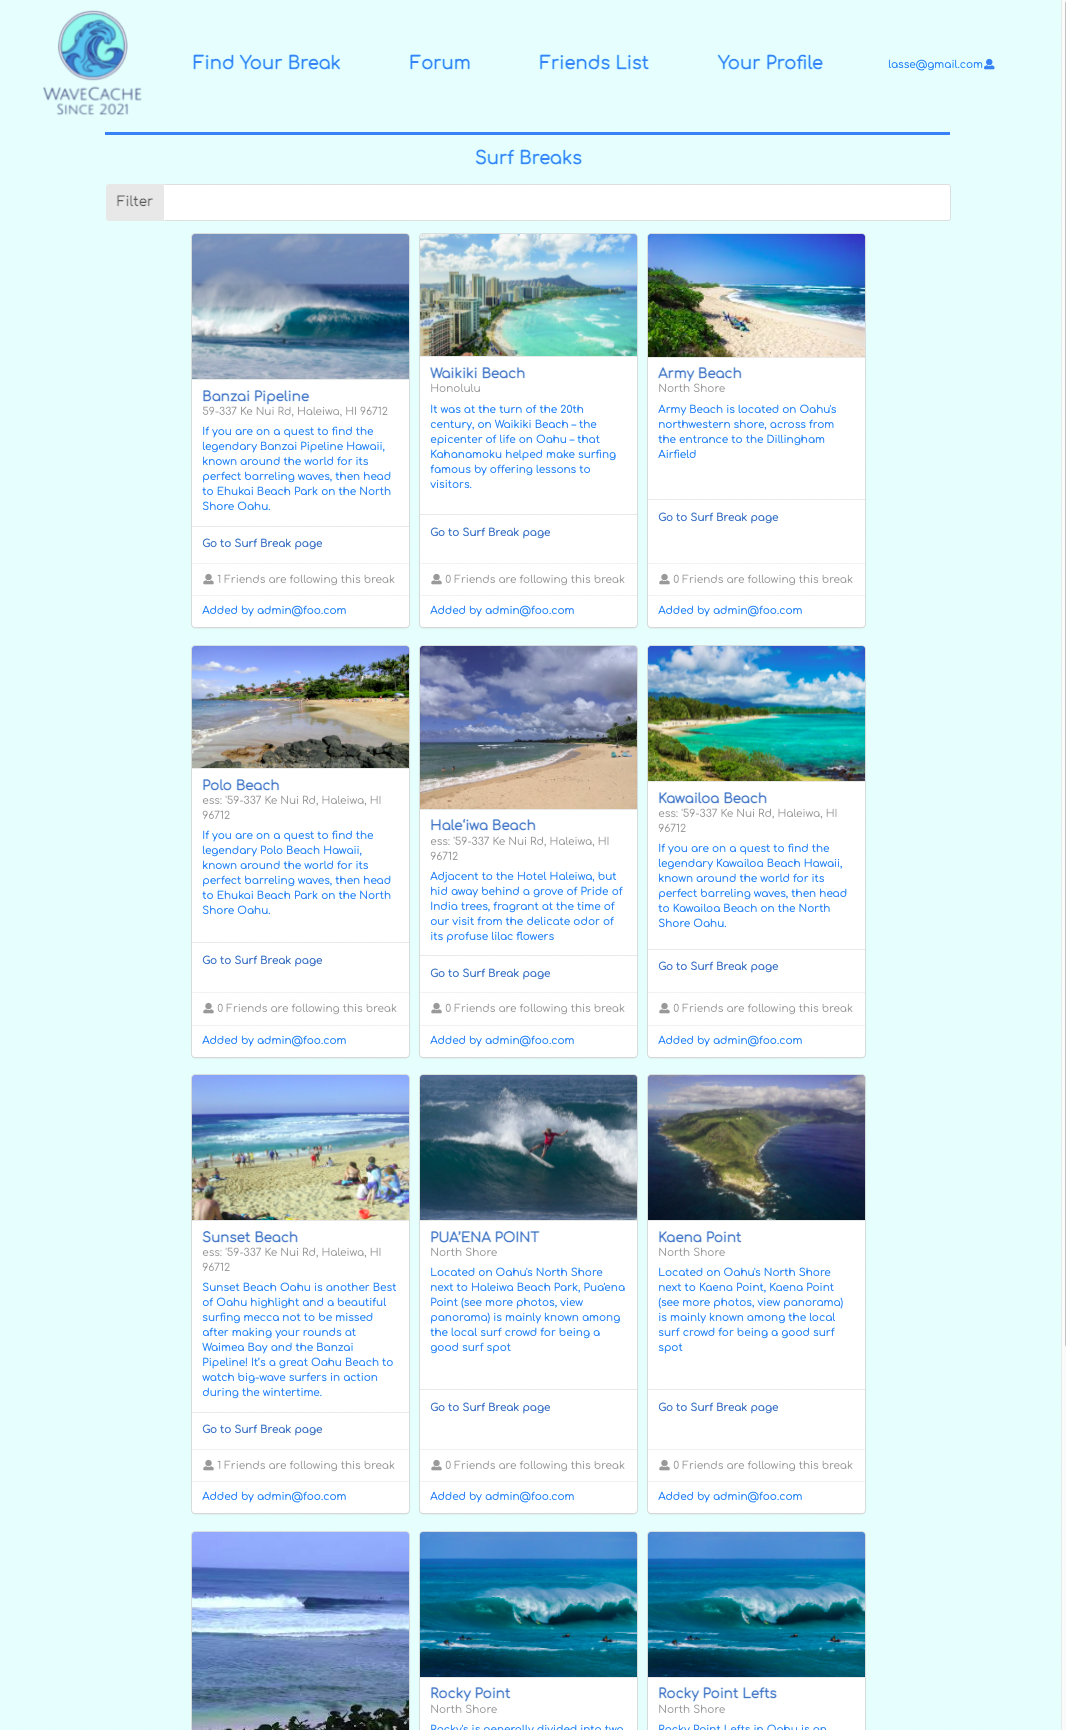 WAVECACHE
SINCE 2021
Find Your Break
Forum
Friends List
Your Profile
lasse@gmail.com
Surf Breaks
Filter
Banzai Pipeline
59-337 Ke Nui Rd, Haleiwa, HI 96712
If you are on a quest to find the
legendary Banzai Pipeline Hawaii,
known around the world for its
perfect barreling waves, then head
to Ehukai Beach Park on the North
Shore Oahu.
Go to Surf Break page
1 Friends are following this break
Added by admin@foo.com
Waikiki Beach
Honolulu
It was at the turn of the 20th
century, on Waikiki Beach – the
epicenter of life on Oahu – that
Kahanamoku helped make surfing
famous by offering lessons to
visitors.
Go to Surf Break page
0 Friends are following this break
Added by admin@foo.com
Army Beach
North Shore
Army Beach is located on Oahu's
northwestern shore, across from
the entrance to the Dillingham
Airfield
Go to Surf Break page
0 Friends are following this break
Added by admin@foo.com
Polo Beach
ess: '59-337 Ke Nui Rd, Haleiwa, HI
96712
If you are on a quest to find the
legendary Polo Beach Hawaii,
known around the world for its
perfect barreling waves, then head
to Ehukai Beach Park on the North
Shore Oahu.
Go to Surf Break page
0 Friends are following this break
Added by admin@foo.com
Hale‘iwa Beach
ess: '59-337 Ke Nui Rd, Haleiwa, HI
96712
Adjacent to the Hotel Haleiwa, but
hid away behind a grove of Pride of
India trees, fragrant at the time of
our visit from the delicate odor of
its profuse lilac flowers
Go to Surf Break page
0 Friends are following this break
Added by admin@foo.com
Kawailoa Beach
ess: '59-337 Ke Nui Rd, Haleiwa, HI
96712
If you are on a quest to find the
legendary Kawailoa Beach Hawaii,
known around the world for its
perfect barreling waves, then head
to Kawailoa Beach on the North
Shore Oahu.
Go to Surf Break page
0 Friends are following this break
Added by admin@foo.com
Sunset Beach
ess: '59-337 Ke Nui Rd, Haleiwa, HI
96712
Sunset Beach Oahu is another Best
of Oahu highlight and a beautiful
surfing mecca not to be missed
after making your rounds at
Waimea Bay and the Banzai
Pipeline! It's a great Oahu Beach to
watch big-wave surfers in action
during the wintertime.
Go to Surf Break page
1 Friends are following this break
Added by admin@foo.com
PUA'ENA POINT
North Shore
Located on Oahu's North Shore
next to Haleiwa Beach Park, Pua'ena
Point (see more photos, view
panorama) is mainly known among
the local surf crowd for being a
good surf spot
Go to Surf Break page
0 Friends are following this break
Added by admin@foo.com
Kaena Point
North Shore
Located on Oahu's North Shore
next to Kaena Point, Kaena Point
(see more photos, view panorama)
is mainly known among the local
surf crowd for being a good surf
spot
Go to Surf Break page
0 Friends are following this break
Added by admin@foo.com
Rocky Point
North Shore
Rocky's is generally divided into two
Rocky Point Lefts
North Shore
Rocky Point Lefts in Oahu is an